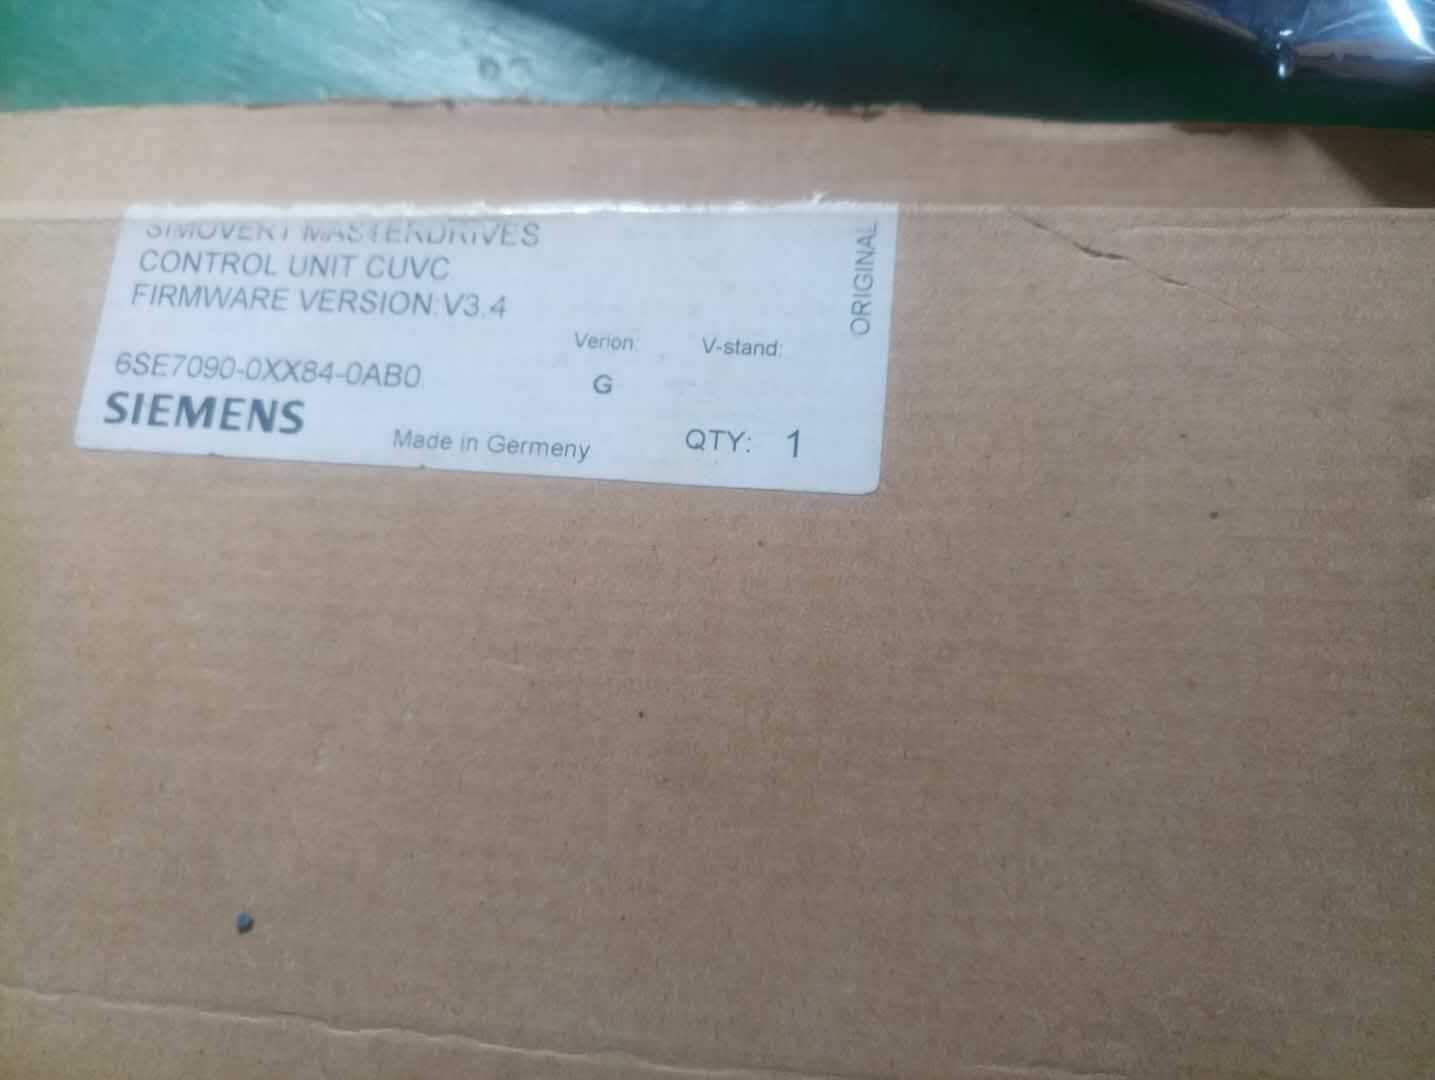 SIMOVERT MASTERDRIVES
CONTROL UNIT CUVC
FIRMWARE VERSION:V3.4
ORIGINAL
Verion:
V-stand:
6SE7090-0XX84-0AB0
G
SIEMENS
Made in Germeny
QTY: 1